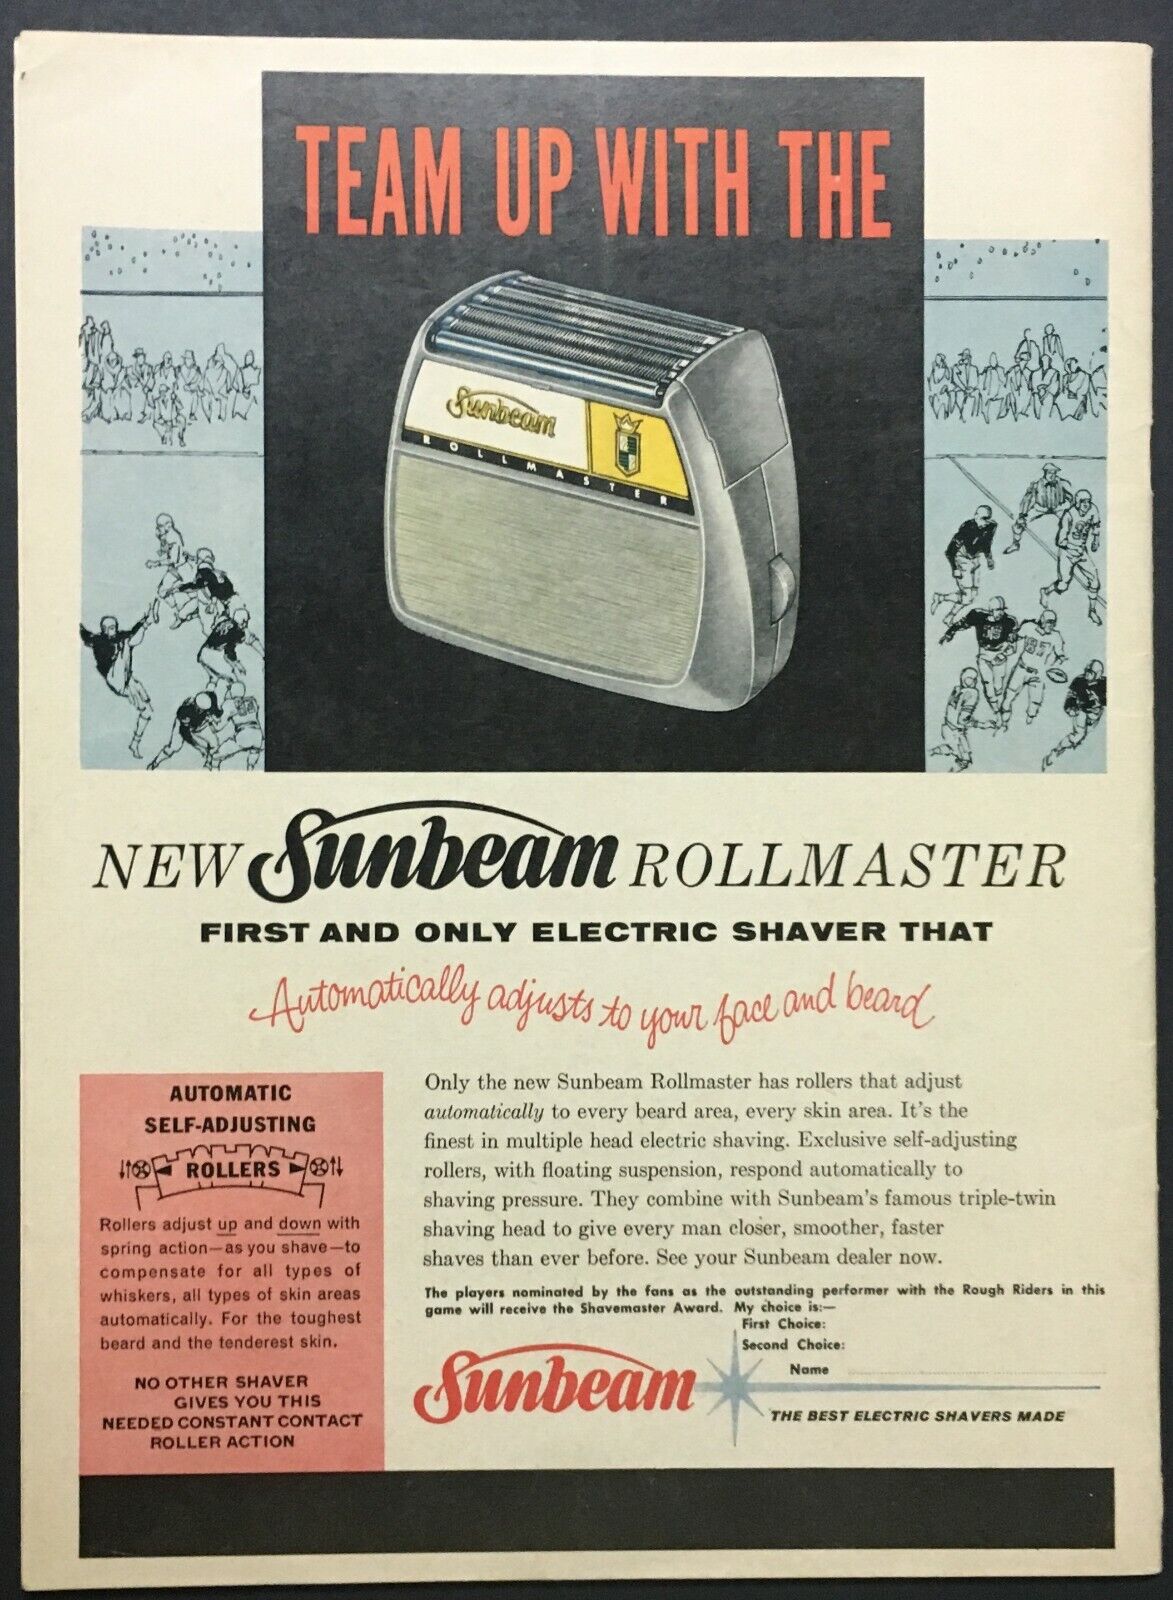 TEAM UP WITH THE
Sunbeam
ROLLMASTER
NEW Sunbeam ROLLMASTER
FIRST AND ONLY ELECTRIC SHAVER THAT
Automatically adjusts to your face and beard
AUTOMATIC
SELF-ADJUSTING
ROLLERS
Rollers adjust up and down with
spring action—as you shave—to
compensate for all types of
whiskers, all types of skin areas
automatically. For the toughest
beard and the tenderest skin.
NO OTHER SHAVER
GIVES YOU THIS
NEEDED CONSTANT CONTACT
ROLLER ACTION
Only the new Sunbeam Rollmaster has rollers that adjust
automatically to every beard area, every skin area. It's the
finest in multiple head electric shaving. Exclusive self-adjusting
rollers, with floating suspension, respond automatically to
shaving pressure. They combine with Sunbeam's famous triple-twin
shaving head to give every man closer, smoother, faster
shaves than ever before. See your Sunbeam dealer now.
The players nominated by the fans as the outstanding performer with the Rough Riders in this
game will receive the Shavemaster Award. My choice is:—
First Choice:
Second Choice:
Name
Sunbeam
THE BEST ELECTRIC SHAVERS MADE